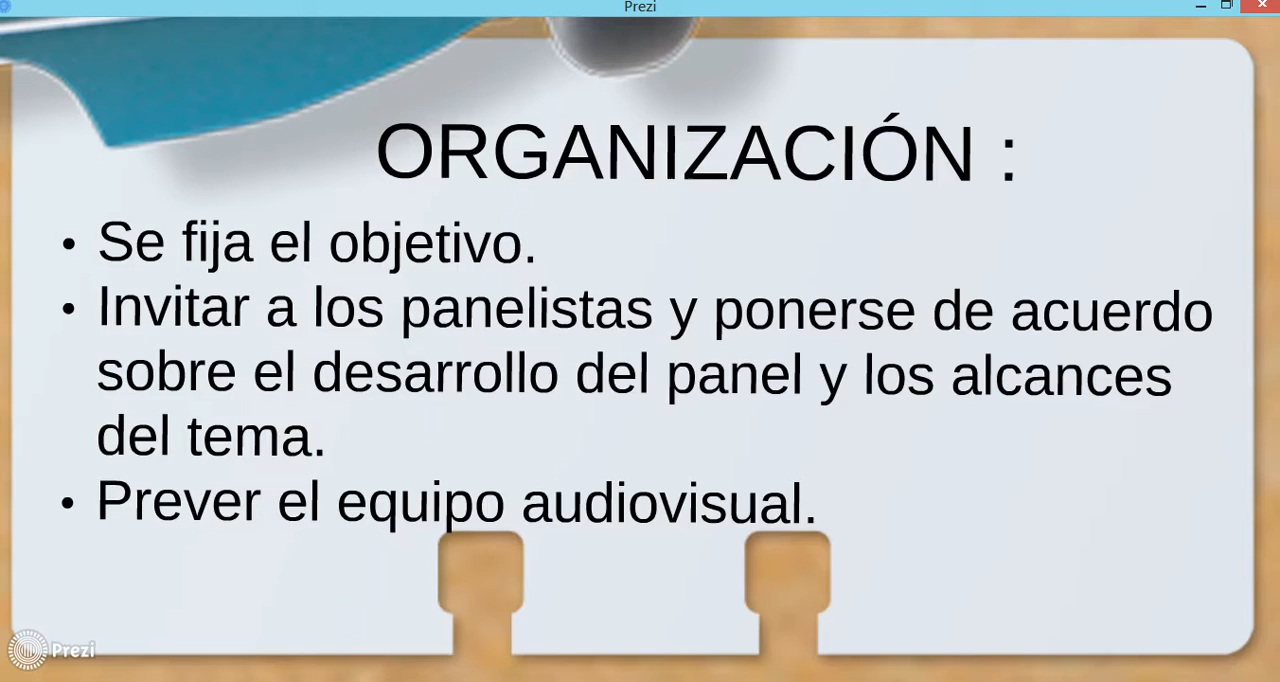 Prezi
ORGANIZACIÓN :
• Se fija el objetivo.
• Invitar a los panelistas y ponerse de acuerdo
sobre el desarrollo del panel y los alcances
del tema.
• Prever el equipo audiovisual.
Prezi